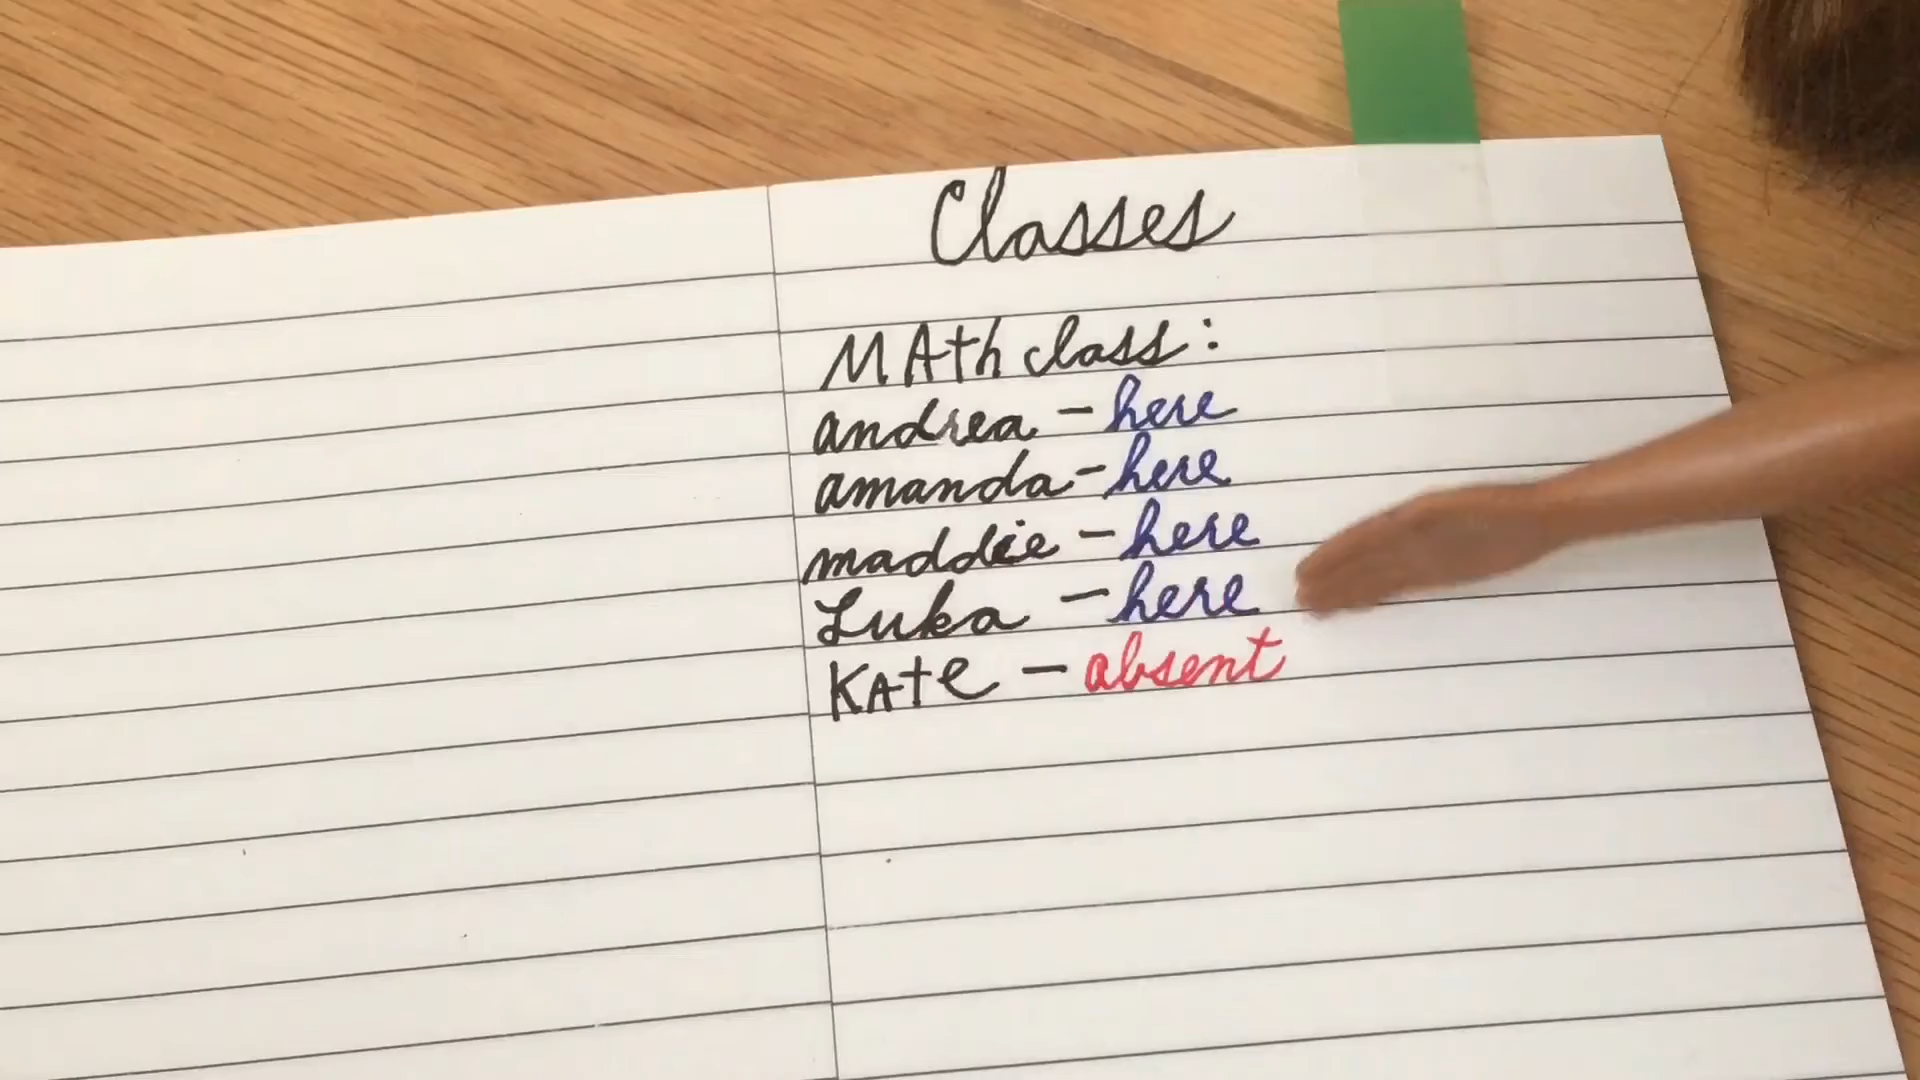 Classes
MAth class:
andrea - here
amanda - here
maddie - here
Luka - here
KAte - absent